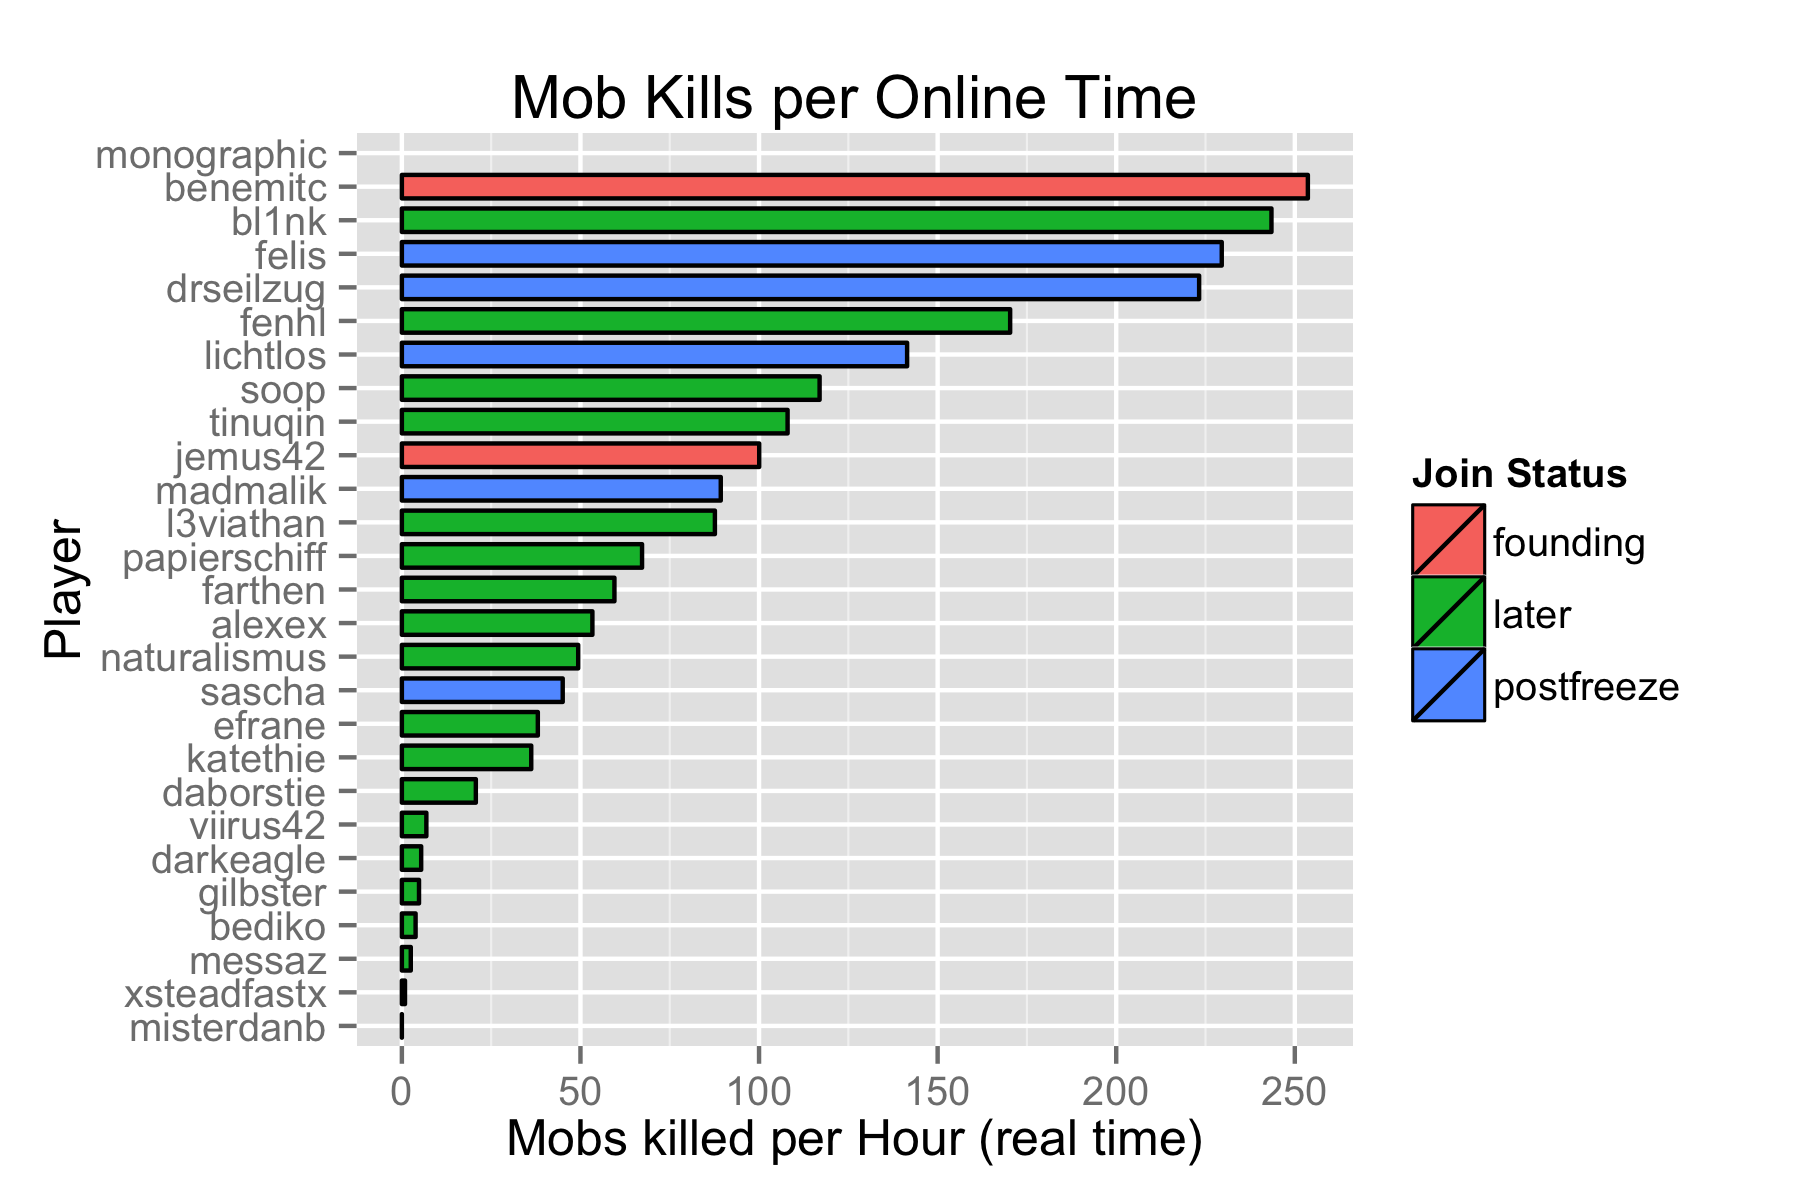 Mob Kills per Online Time
monographic
benemitc
bl1nk
felis
drseilzug
fenhl
lichtlos
soop
tinuqin
jemus42
madmalik
l3viathan
papierschiff
farthen
alexex
naturalismus
sascha
efrane
katethie
daborstie
viirus42
darkeagle
gilbster
bediko
messaz
xsteadfastx
misterdanb
Player
0 50 100 150 200 250
Mobs killed per Hour (real time)
Join Status
founding
later
postfreeze